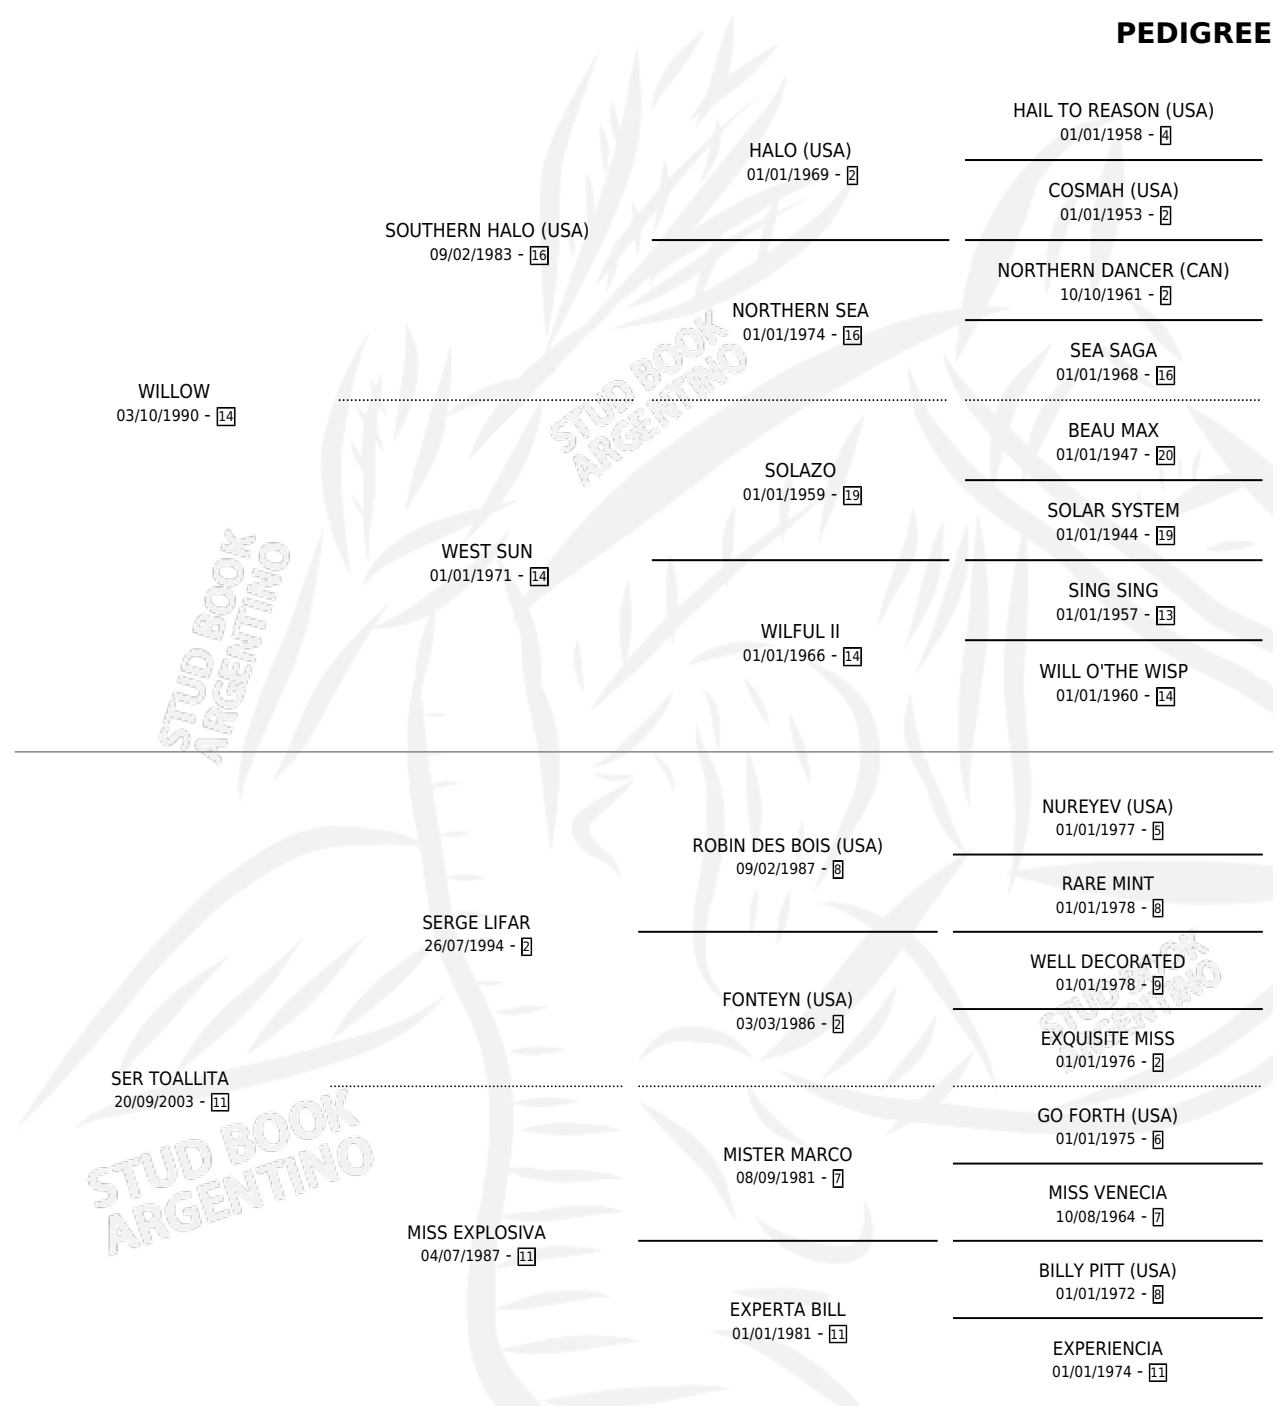 PEDIGREE
HAIL TO REASON (USA)
01/01/1958 - 4
HALO (USA)
01/01/1969 - 2
COSMAH (USA)
01/01/1953 - 2
SOUTHERN HALO (USA)
09/02/1983 - 16
NORTHERN DANCER (CAN)
10/10/1961 - 2
NORTHERN SEA
01/01/1974 - 16
SEA SAGA
01/01/1968 - 16
WILLOW
03/10/1990 - 14
BEAU MAX
01/01/1947 - 20
SOLAZO
01/01/1959 - 19
SOLAR SYSTEM
01/01/1944 - 19
WEST SUN
01/01/1971 - 14
SING SING
01/01/1957 - 13
WILFUL II
01/01/1966 - 14
WILL O'THE WISP
01/01/1960 - 14
NUREYEV (USA)
01/01/1977 - 5
ROBIN DES BOIS (USA)
09/02/1987 - 8
RARE MINT
01/01/1978 - 8
SERGE LIFAR
26/07/1994 - 2
WELL DECORATED
01/01/1978 - 9
FONTEYN (USA)
03/03/1986 - 2
EXQUISITE MISS
01/01/1976 - 2
SER TOALLITA
20/09/2003 - 11
GO FORTH (USA)
01/01/1975 - 6
MISTER MARCO
08/09/1981 - 7
MISS VENECIA
10/08/1964 - 7
MISS EXPLOSIVA
04/07/1987 - 11
BILLY PITT (USA)
01/01/1972 - 8
EXPERTA BILL
01/01/1981 - 11
EXPERIENCIA
01/01/1974 - 11
STUD BOOK
ARGENTINO
STUD BOOK
ARGENTINO
STUD BOOK
ARGENTINO
STUD BOOK
ARGENTINO